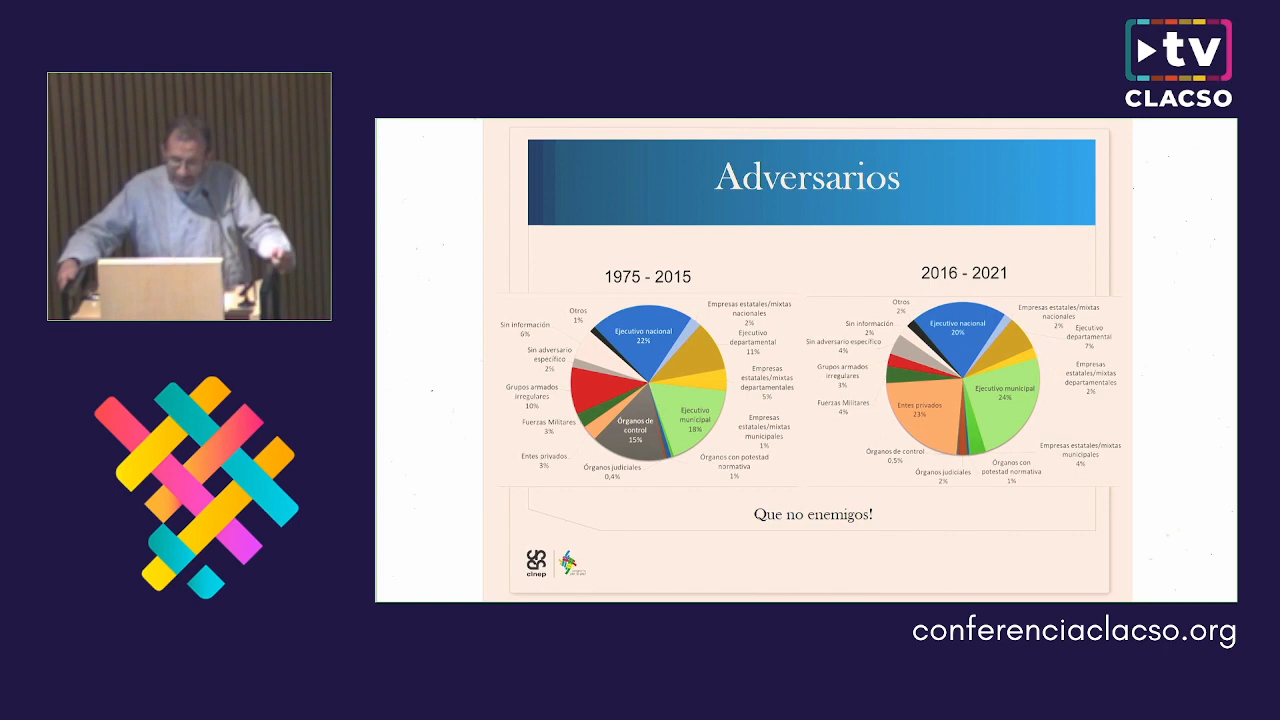 tv
CLACSO
Adversarios
1975 - 2015
Otros
1%
Sin información
6%
Sin adversario
específico
2%
Grupos armados
irregulares
10%
Fuerzas Militares
3%
Entes privados
3%
Órganos judiciales
0,4%
Órganos de
control
15%
Ejecutivo nacional
22%
Empresas estatales/mixtas
nacionales
2%
Ejecutivo
departamental
11%
Empresas
estatales/mixtas
departamentales
5%
Ejecutivo
municipal
18%
Empresas
estatales/mixtas
municipales
1%
Órganos con potestad
normativa
1%
2016 - 2021
Otros
2%
Sin información
2%
Sin adversario específico
4%
Grupos armados
irregulares
3%
Fuerzas Militares
4%
Entes privados
23%
Órganos de control
0,5%
Órganos judiciales
2%
Ejecutivo nacional
20%
Empresas estatales/mixtas
nacionales
2%
Ejecutivo
departamental
7%
Empresas
estatales/mixtas
departamentales
2%
Ejecutivo municipal
24%
Empresas estatales/mixtas
municipales
4%
Órganos con
potestad normativa
1%
Que no enemigos!
cinep
conferenciaclacso.org